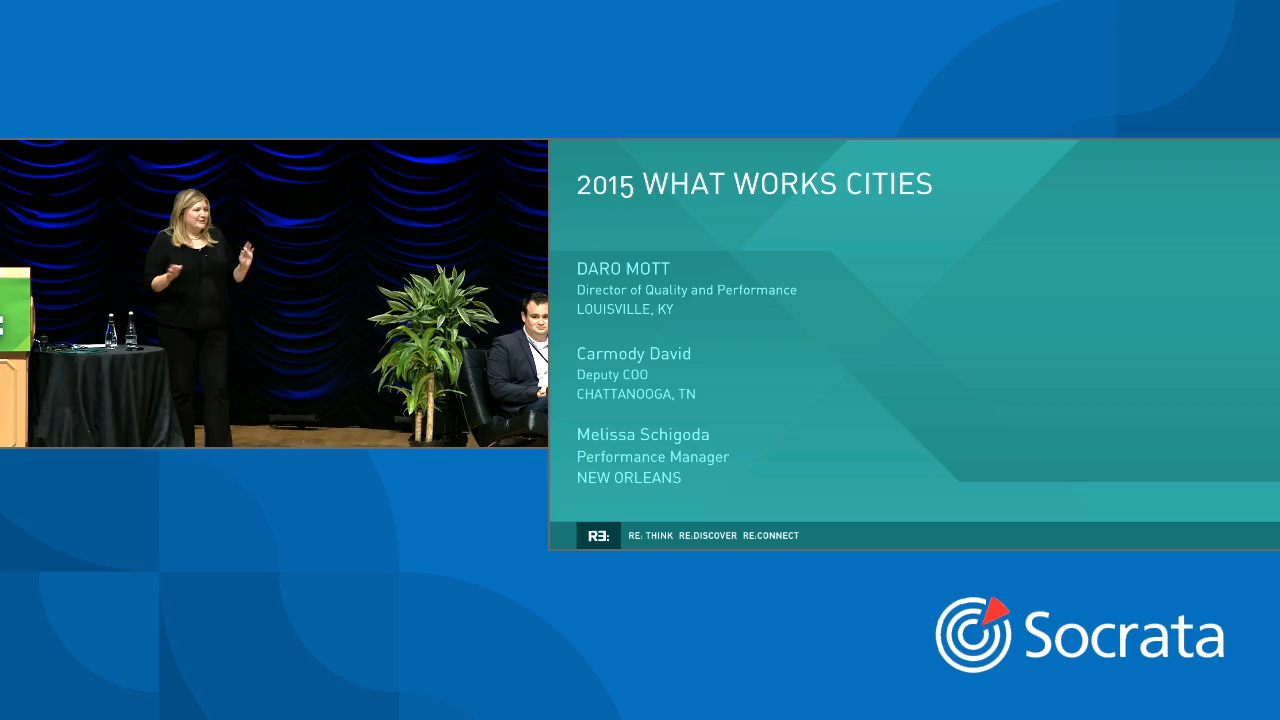 2015 WHAT WORKS CITIES
DARO MOTT
Director of Quality and Performance
LOUISVILLE, KY
Carmody David
Deputy COO
CHATTANOOGA, TN
Melissa Schigoda
Performance Manager
NEW ORLEANS
RE: RE: THINK RE:DISCOVER RE:CONNECT
Socrata